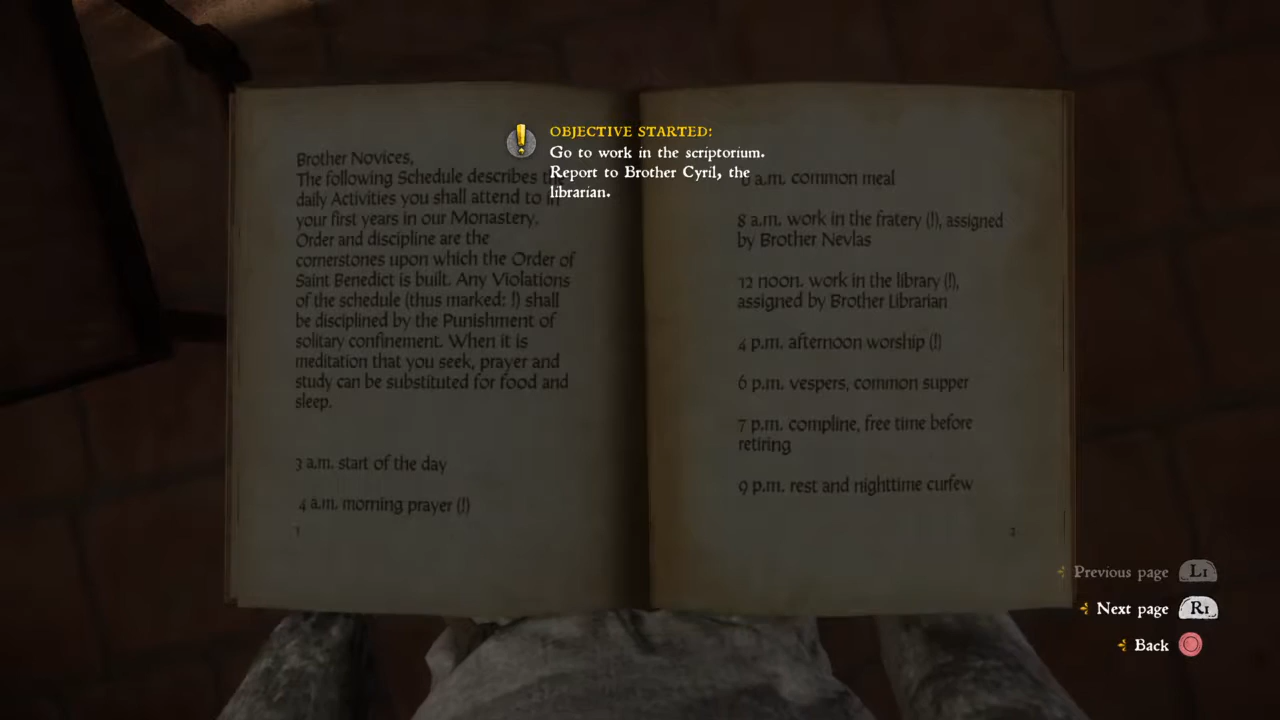 OBJECTIVE STARTED:
Go to work in the scriptorium.
Report to Brother Cyril, the
librarian.
Brother Novices,
The following Schedule describes
daily Activities you shall attend to in
your first years in our Monastery.
Order and discipline are the
cornerstones upon which the Order of
Saint Benedict is built. Any Violations
of the schedule (thus marked: !) shall
be disciplined by the Punishment of
solitary confinement. When it is
meditation that you seek, prayer and
study can be substituted for food and
sleep.
3 a.m. start of the day
4 a.m. morning prayer (!)
1
a.m. common meal
8 a.m. work in the fratery (!), assigned
by Brother Nevlas
12 noon. work in the library (!),
assigned by Brother Librarian
4 p.m. afternoon worship (!)
6 p.m. vespers, common supper
7 p.m. compline, free time before
retiring
9 p.m. rest and nighttime curfew
2
Previous page L1
Next page R1
Back